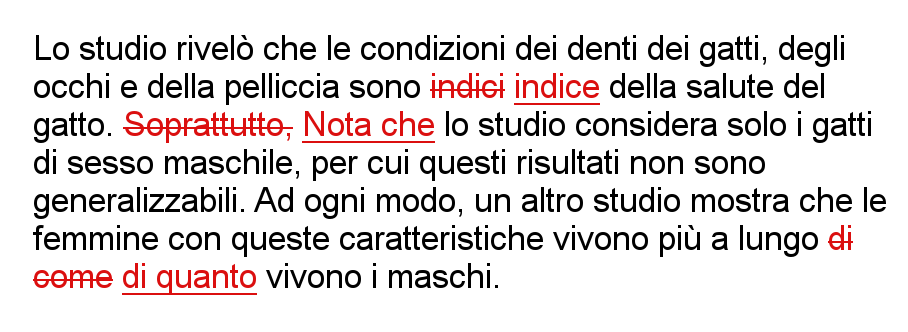 Lo studio rivelò che le condizioni dei denti dei gatti, degli
occhi e della pelliccia sono indici indice della salute del
gatto. Soprattutto, Nota che lo studio considera solo i gatti
di sesso maschile, per cui questi risultati non sono
generalizzabili. Ad ogni modo, un altro studio mostra che le
femmine con queste caratteristiche vivono più a lungo di
come di quanto vivono i maschi.